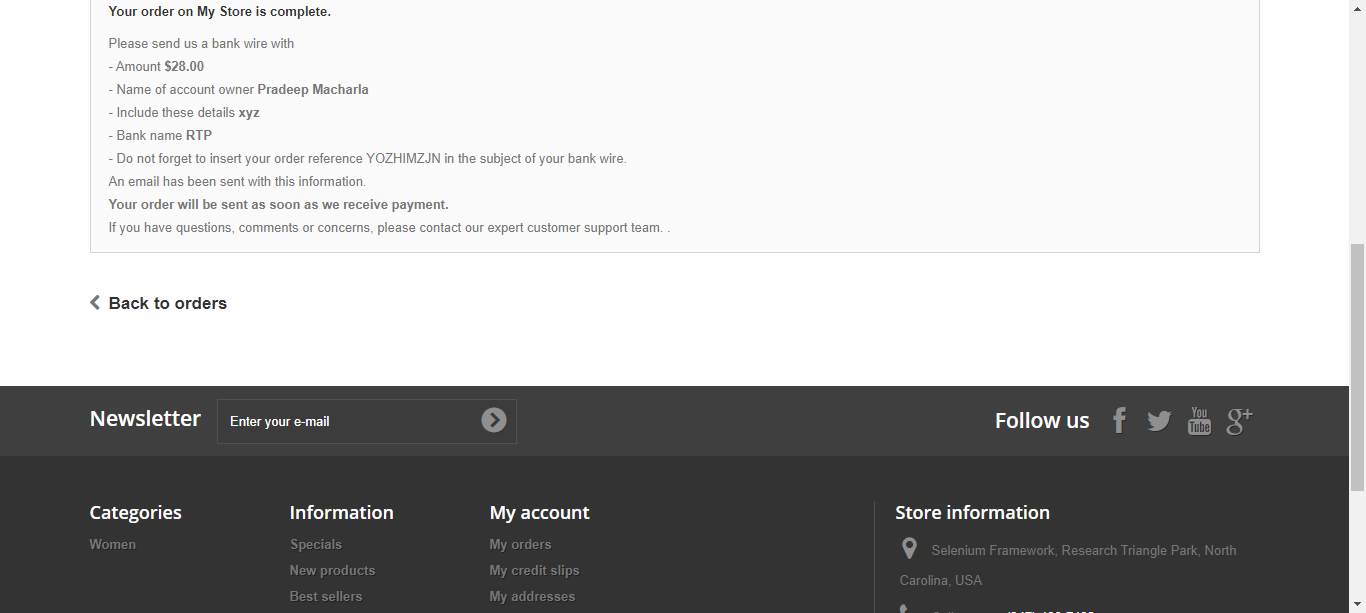 Your order on My Store is complete.
Please send us a bank wire with
- Amount $28.00
- Name of account owner Pradeep Macharla
- Include these details xyz
- Bank name RTP
- Do not forget to insert your order reference YOZHIMZJN in the subject of your bank wire.
An email has been sent with this information.
Your order will be sent as soon as we receive payment.
If you have questions, comments or concerns, please contact our expert customer support team. .
Back to orders
Newsletter
Enter your e-mail
Follow us
You
Tube
g+
Categories
Women
Information
Specials
New products
Best sellers
My account
My orders
My credit slips
My addresses
Store information
Selenium Framework, Research Triangle Park, North
Carolina, USA